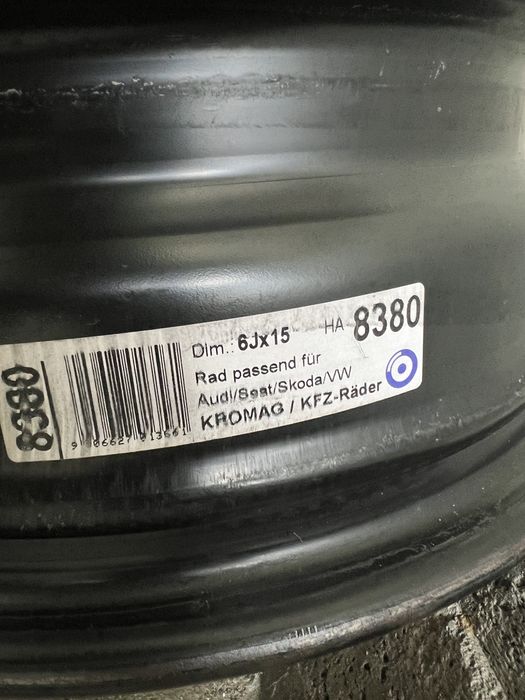 8380
Dim.: 6Jx15 HA 8380
Rad passend für
Audi/Seat/Skoda/VW
KROMAG / KFZ-Räder